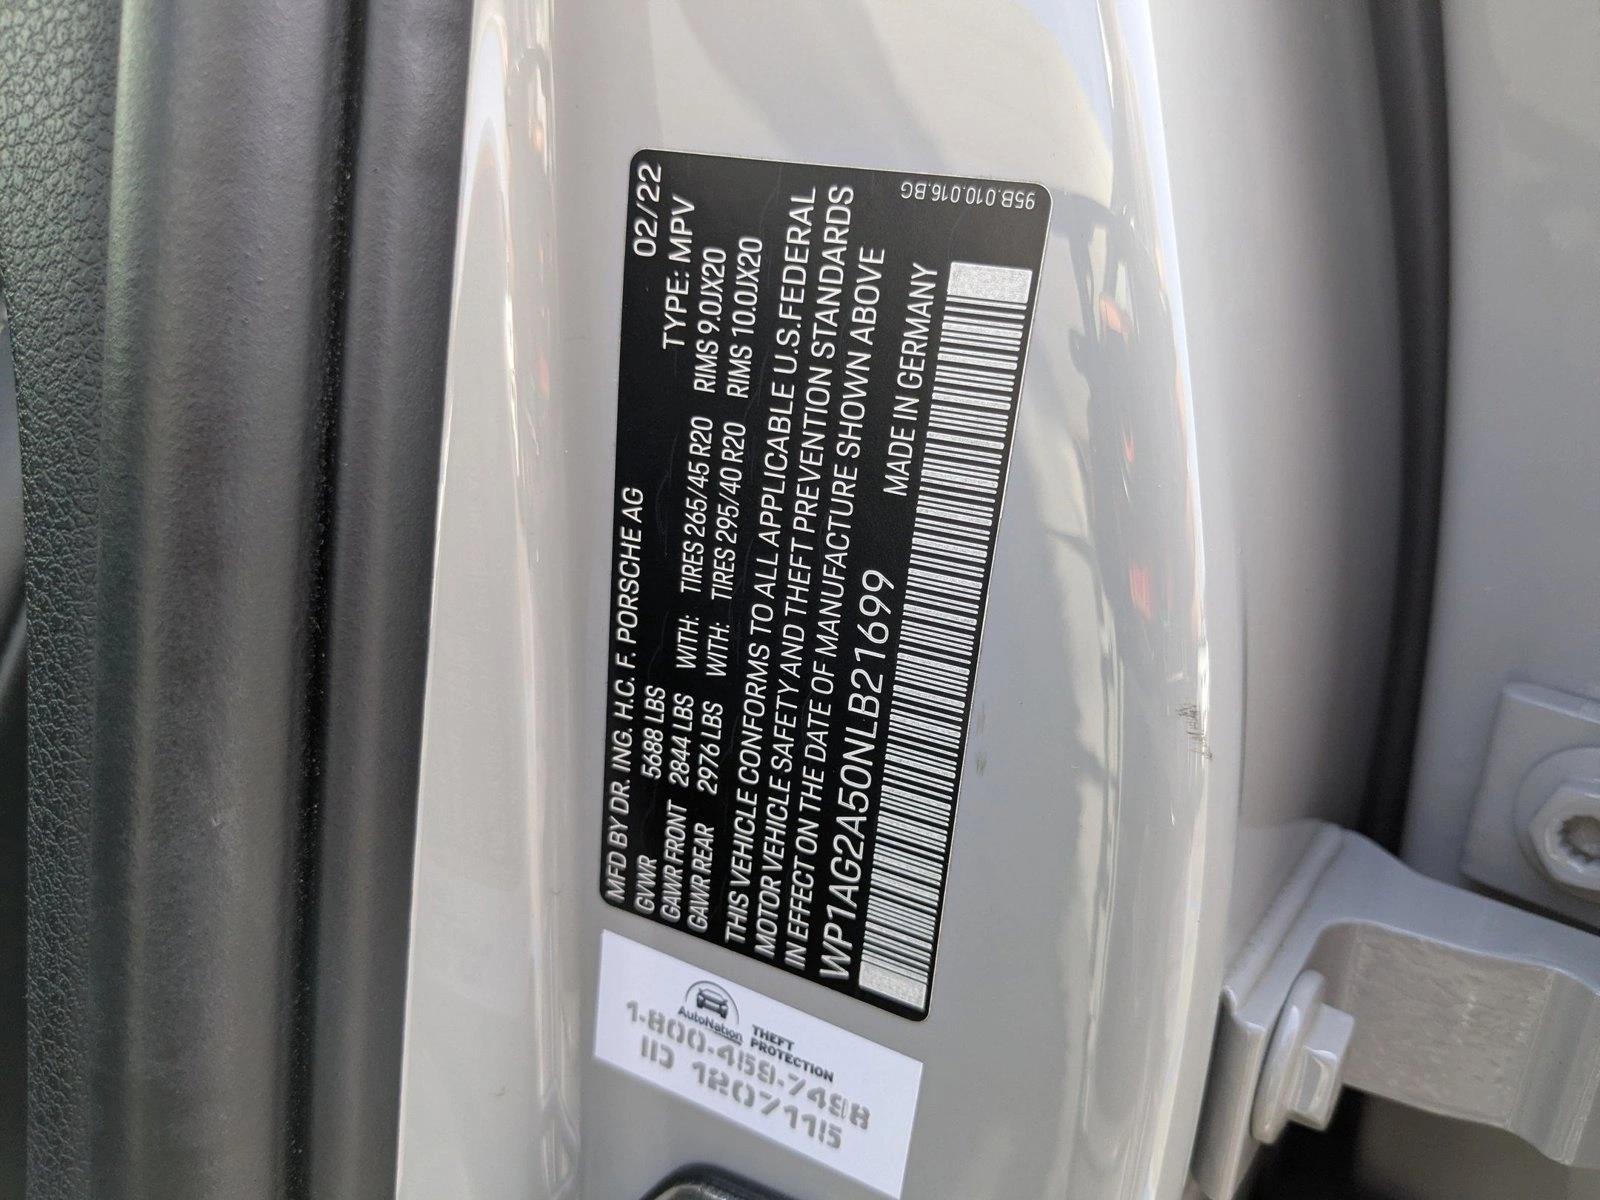 MFD BY DR. ING. H.C. F. PORSCHE AG 02/22
GVWR 5688 LBS TYPE: MPV
GAWR FRONT 2844 LBS WITH: TIRES 265/45 R20 RIMS 9.0JX20
GAWR REAR 2976 LBS WITH: TIRES 295/40 R20 RIMS 10.0JX20
THIS VEHICLE CONFORMS TO ALL APPLICABLE U.S.FEDERAL
MOTOR VEHICLE SAFETY AND THEFT PREVENTION STANDARDS
IN EFFECT ON THE DATE OF MANUFACTURE SHOWN ABOVE
WP1AG2A50NLB21699 MADE IN GERMANY
95B.010.016.BG
AutoNation
THEFT
PROTECTION
1-800-459-7498
ID 1207115